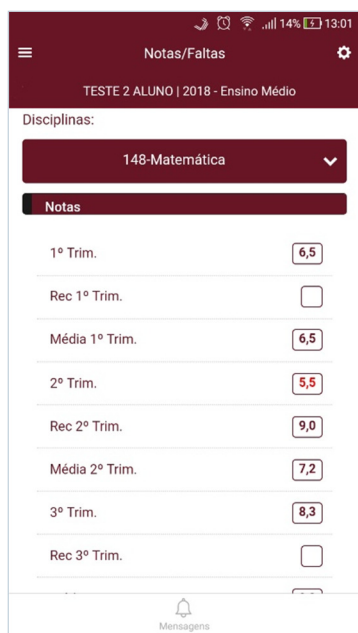 14% 13:01
Notas/Faltas
TESTE 2 ALUNO | 2018 - Ensino Médio
Disciplinas:
148-Matemática
Notas
1º Trim. 6,5
Rec 1º Trim.
Média 1º Trim. 6,5
2º Trim. 5,5
Rec 2º Trim. 9,0
Média 2º Trim. 7,2
3º Trim. 8,3
Rec 3º Trim.
Mensagens